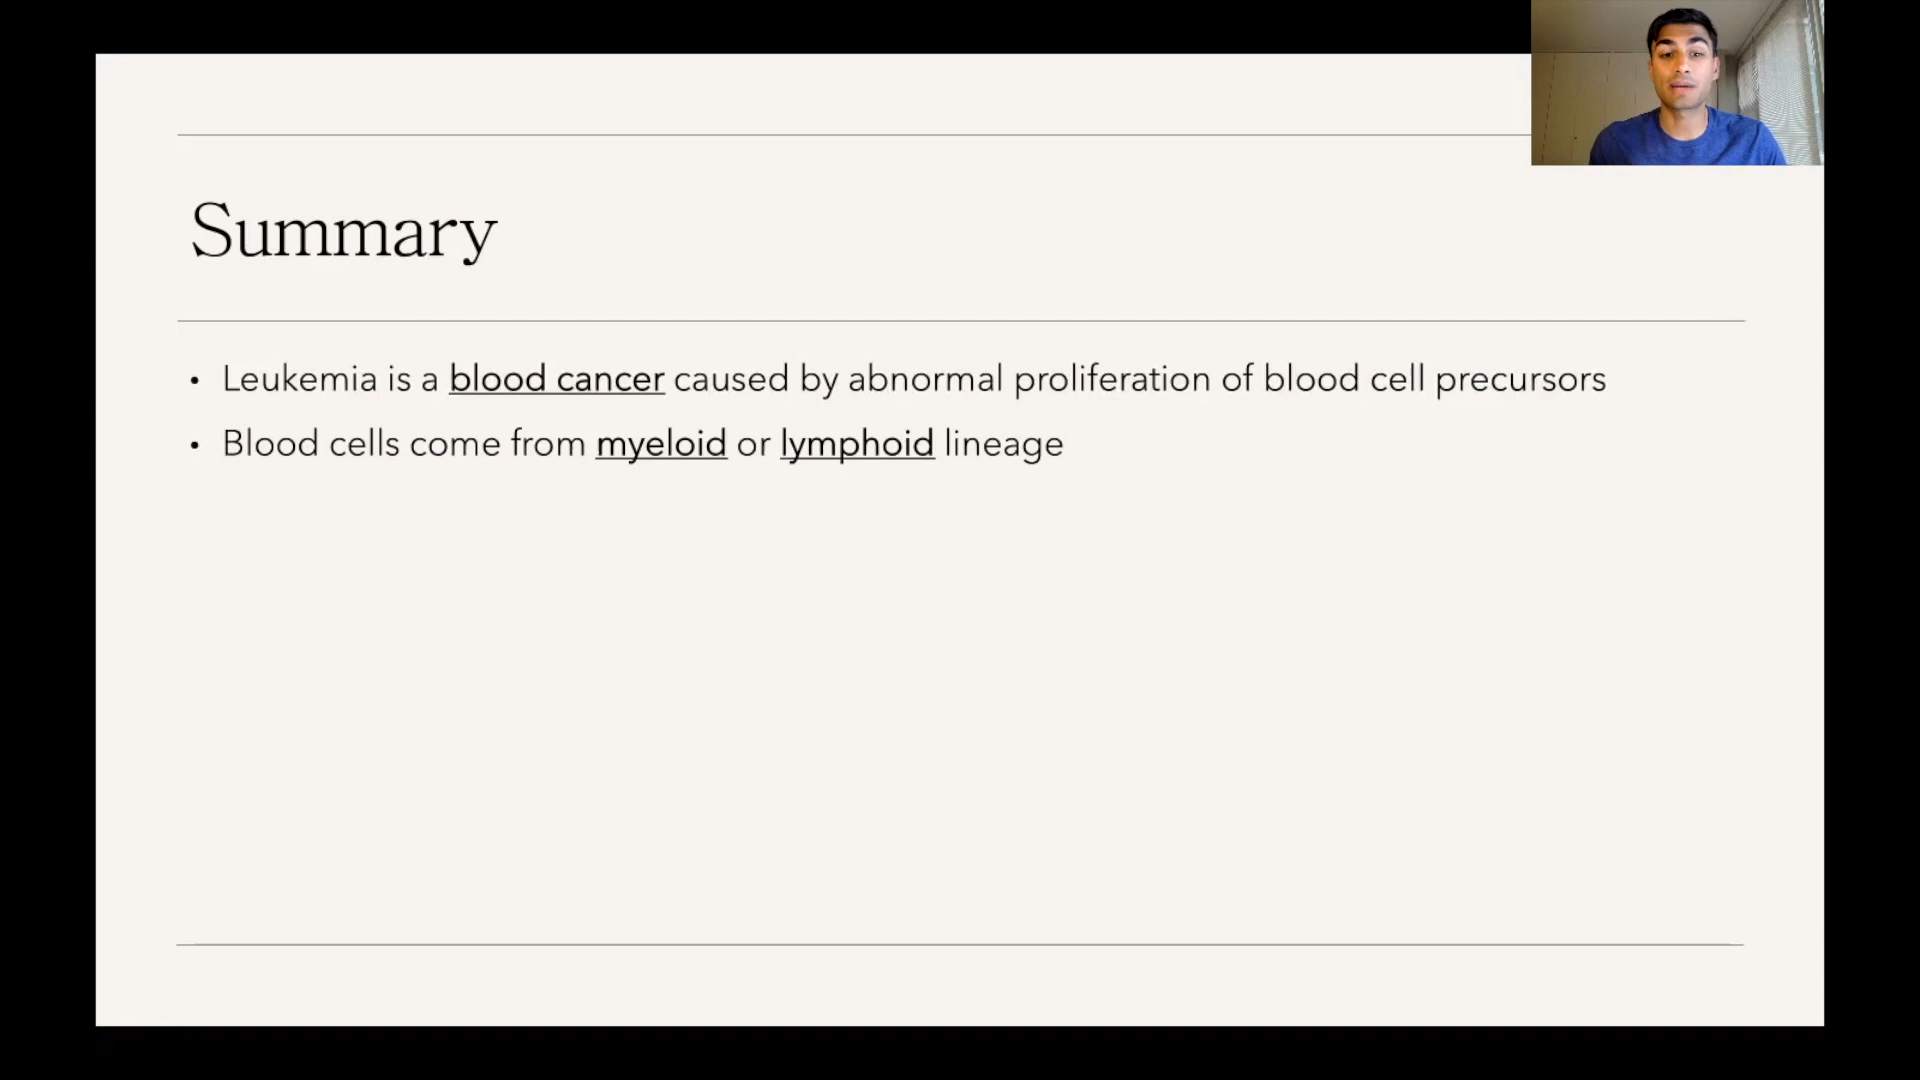 Summary
• Leukemia is a blood cancer caused by abnormal proliferation of blood cell precursors
• Blood cells come from myeloid or lymphoid lineage